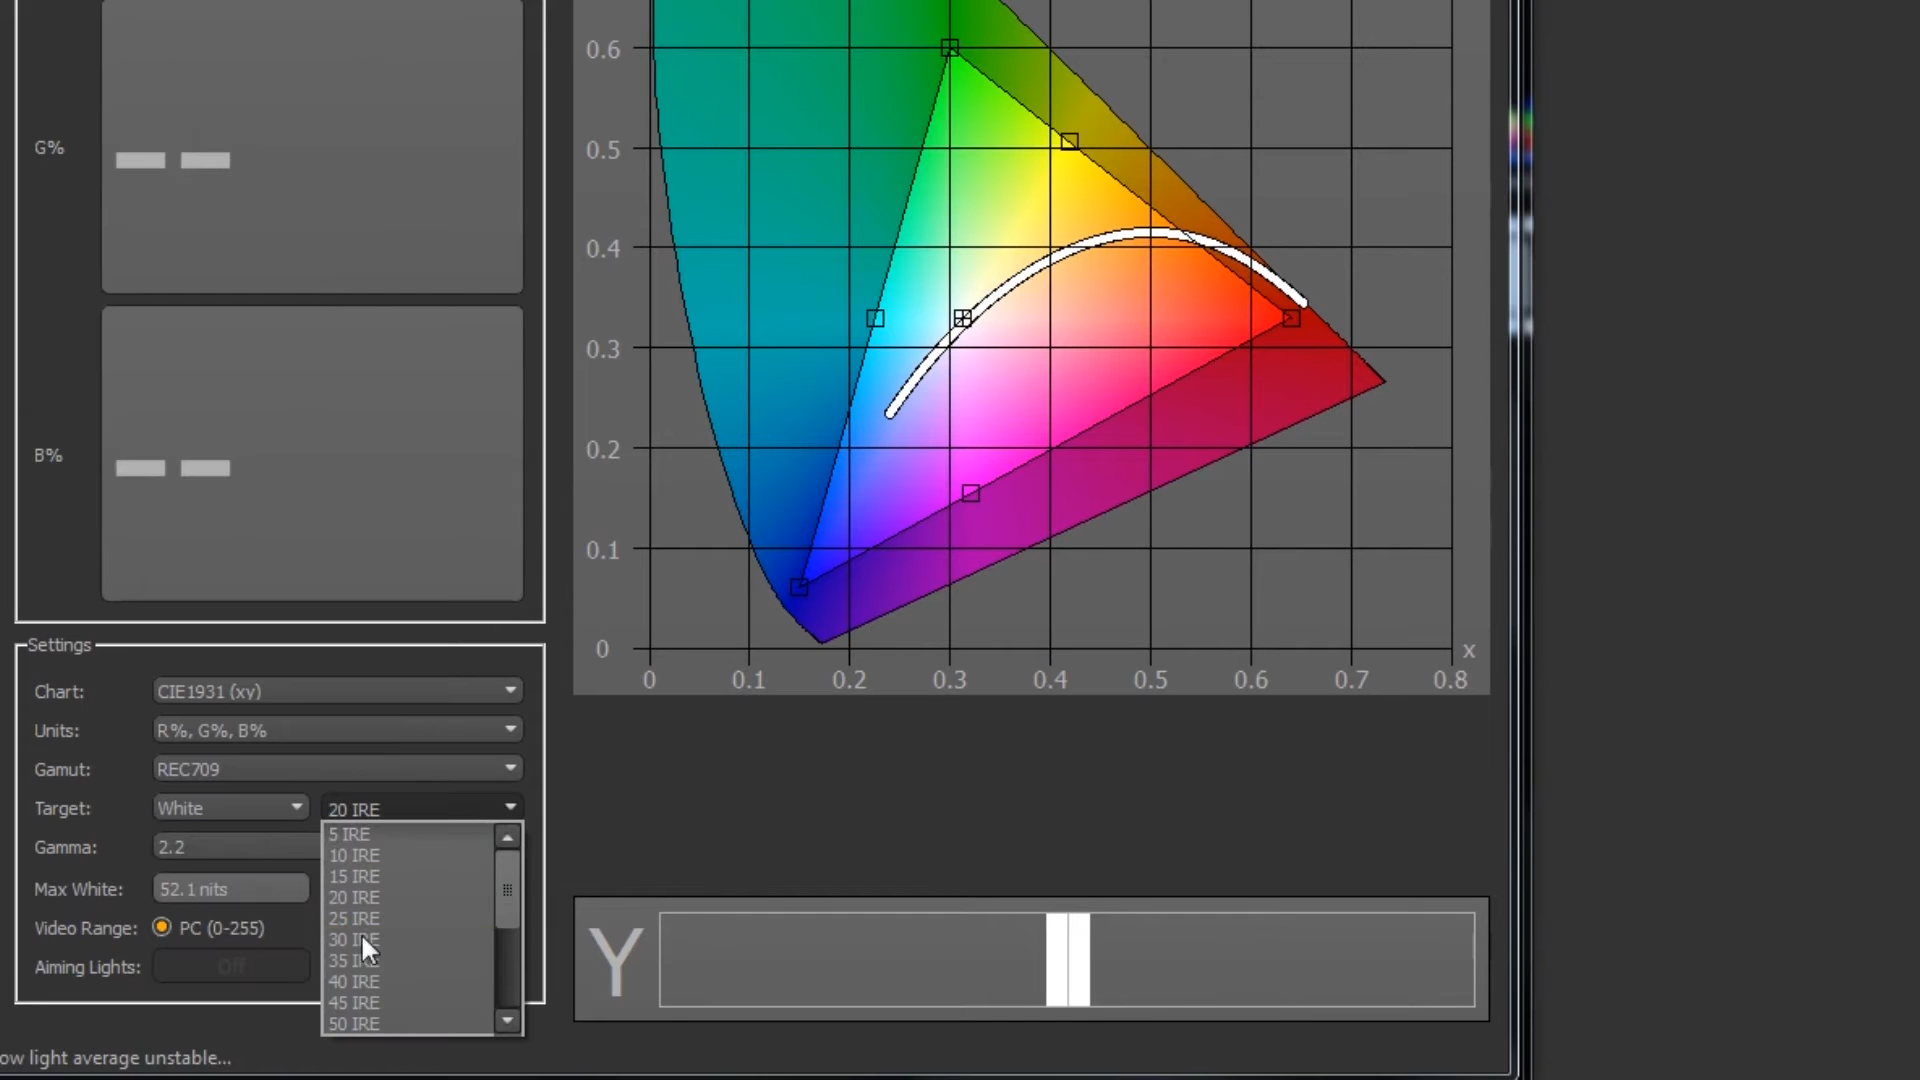 G%
B%
0.6
0.5
0.4
0.3
0.2
0.1
0
0 0.1 0.2 0.3 0.4 0.5 0.6 0.7 0.8
x
Settings
Chart: CIE1931 (xy)
Units: R%, G%, B%
Gamut: REC709
Target: White 20 IRE
Gamma: 2.2
Max White: 52.1 nits
Video Range: PC (0-255)
Aiming Lights: Off
5 IRE
10 IRE
15 IRE
20 IRE
25 IRE
30 IRE
35 IRE
40 IRE
45 IRE
50 IRE
Y
ow light average unstable...